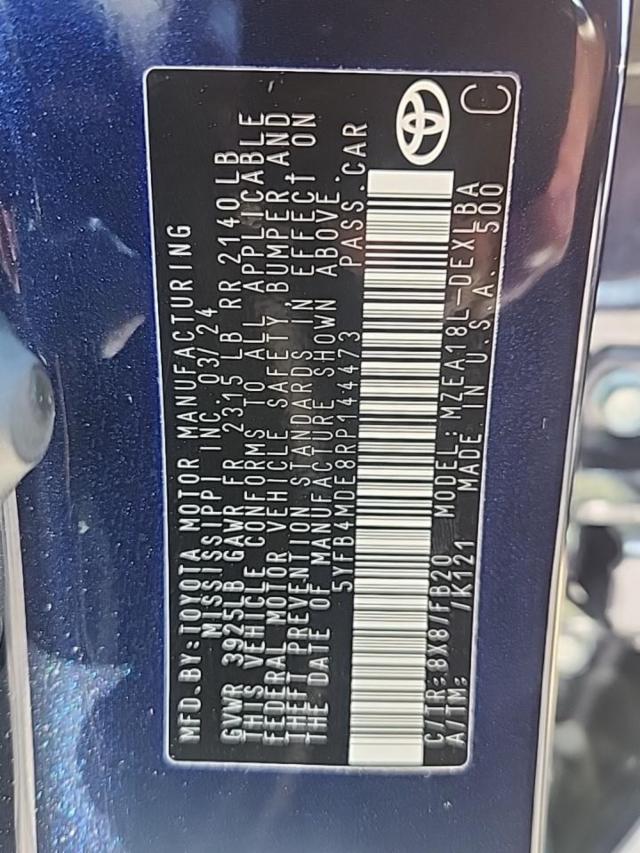 MFD.BY:TOYOTA MOTOR MANUFACTURING
MISSISSIPPI INC. 03/24
GVWR 3925LB GAWR FR 2315 LB RR 2140LB
THIS VEHICLE CONFORMS TO ALL APPLICABLE
FEDERAL MOTOR VEHICLE SAFETY, BUMPER AND
THEFT PREVENTION STANDARDS IN EFFECT ON
THE DATE OF MANUFACTURE SHOWN ABOVE.
5YFB4MDE8RP144473 PASS.CAR
C/TR:8X8/FB20 MODEL:MZEA18L-DEXLBA
A/TM: /K121 MADE IN U.S.A. 500
C